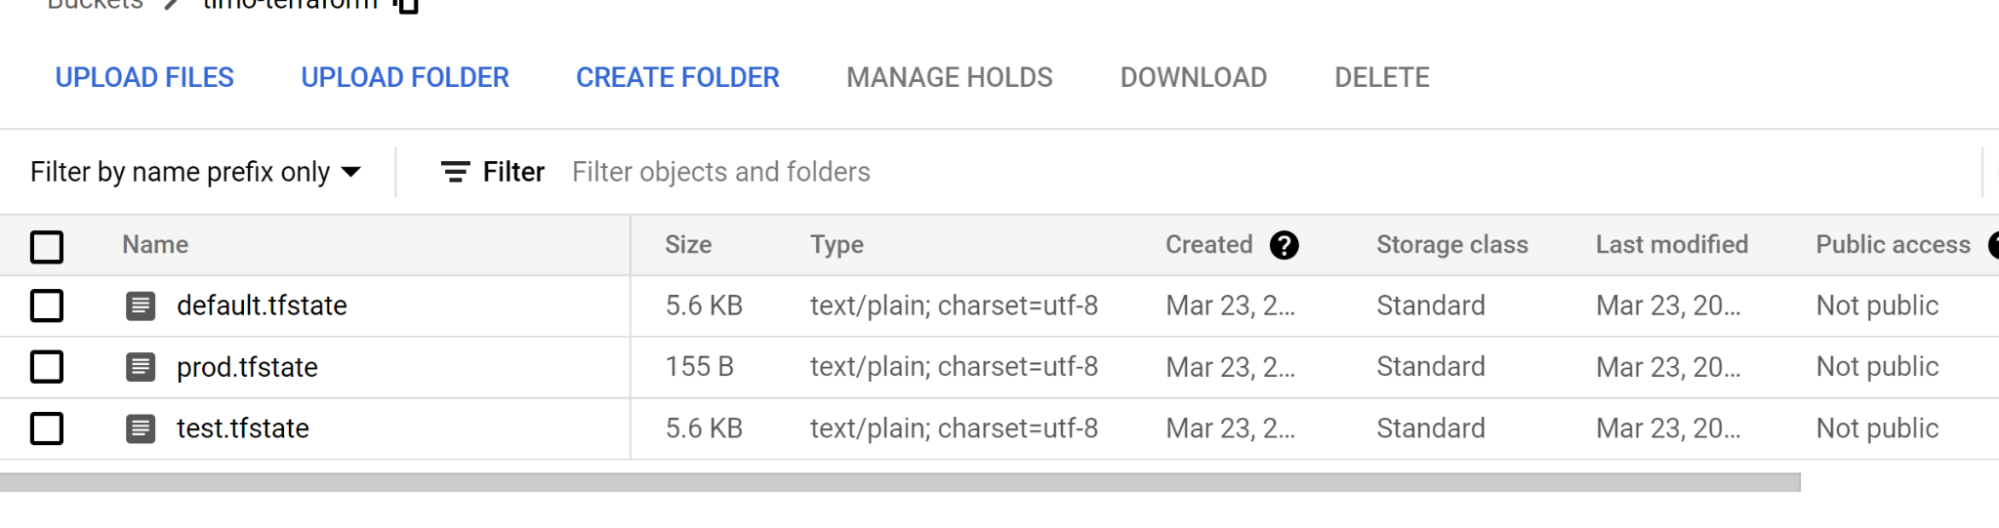 Buckets > timo-terraform
UPLOAD FILES UPLOAD FOLDER CREATE FOLDER MANAGE HOLDS DOWNLOAD DELETE
Filter by name prefix only Filter Filter objects and folders
Name Size Type Created Storage class Last modified Public access
default.tfstate 5.6 KB text/plain; charset=utf-8 Mar 23, 2... Standard Mar 23, 20... Not public
prod.tfstate 155 B text/plain; charset=utf-8 Mar 23, 2... Standard Mar 23, 20... Not public
test.tfstate 5.6 KB text/plain; charset=utf-8 Mar 23, 2... Standard Mar 23, 20... Not public